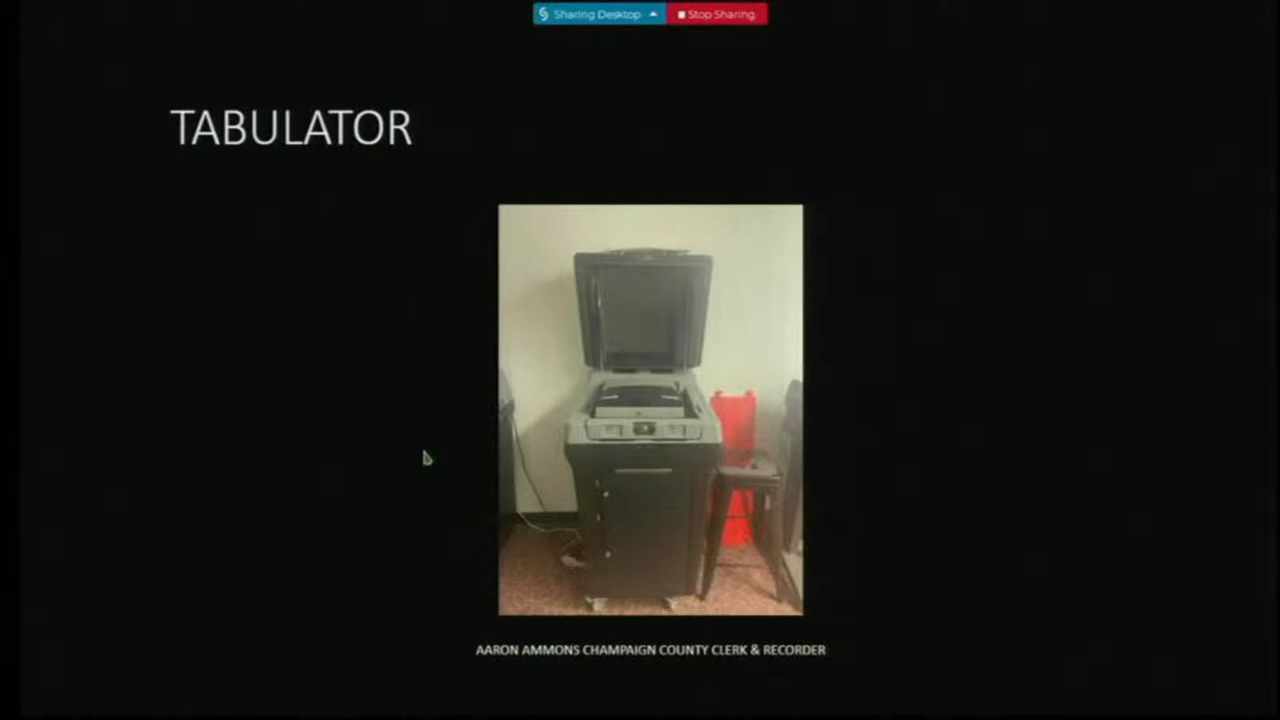 Sharing Desktop Stop Sharing
TABULATOR
AARON AMMONS CHAMPAIGN COUNTY CLERK & RECORDER